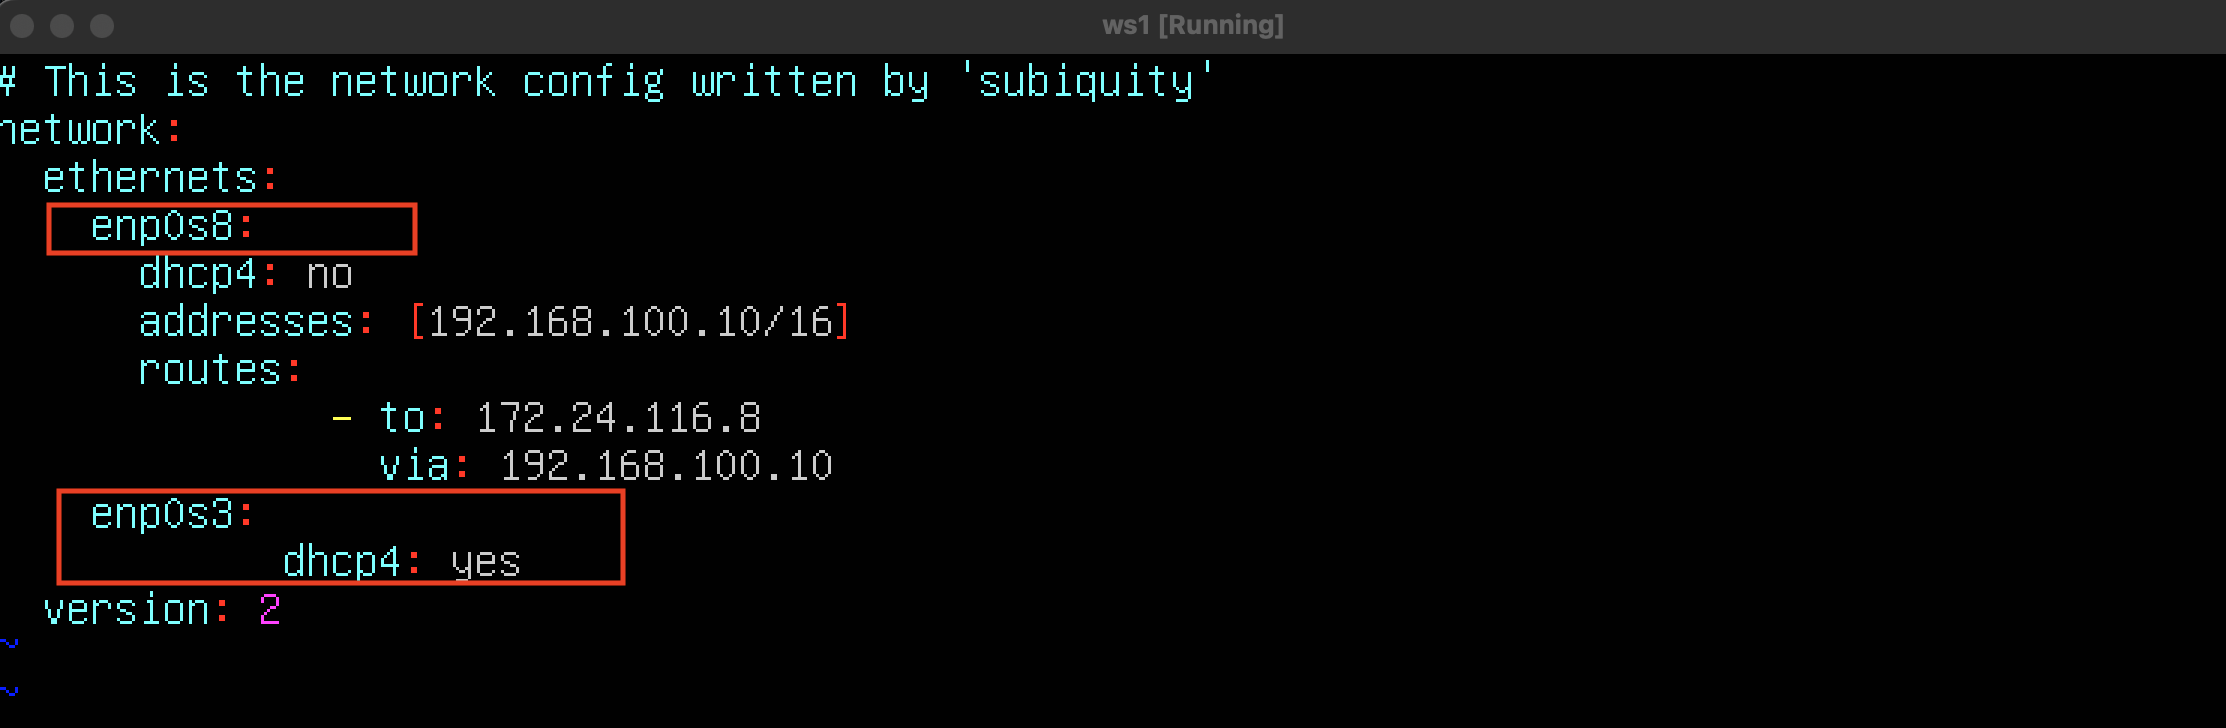 ws1 [Running]
# This is the network config written by 'subiquity'
network:
  ethernets:
    enp0s8:
      dhcp4: no
      addresses: [192.168.100.10/16]
      routes:
              - to: 172.24.116.8
                via: 192.168.100.10
    enp0s3:
            dhcp4: yes
  version: 2
~
~